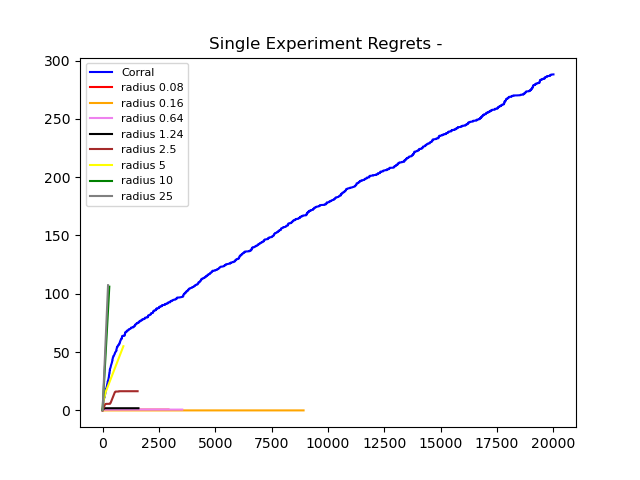 Single Experiment Regrets -
300
250
200
150
100
50
0
Corral
radius 0.08
radius 0.16
radius 0.64
radius 1.24
radius 2.5
radius 5
radius 10
radius 25
0 2500 5000 7500 10000 12500 15000 17500 20000